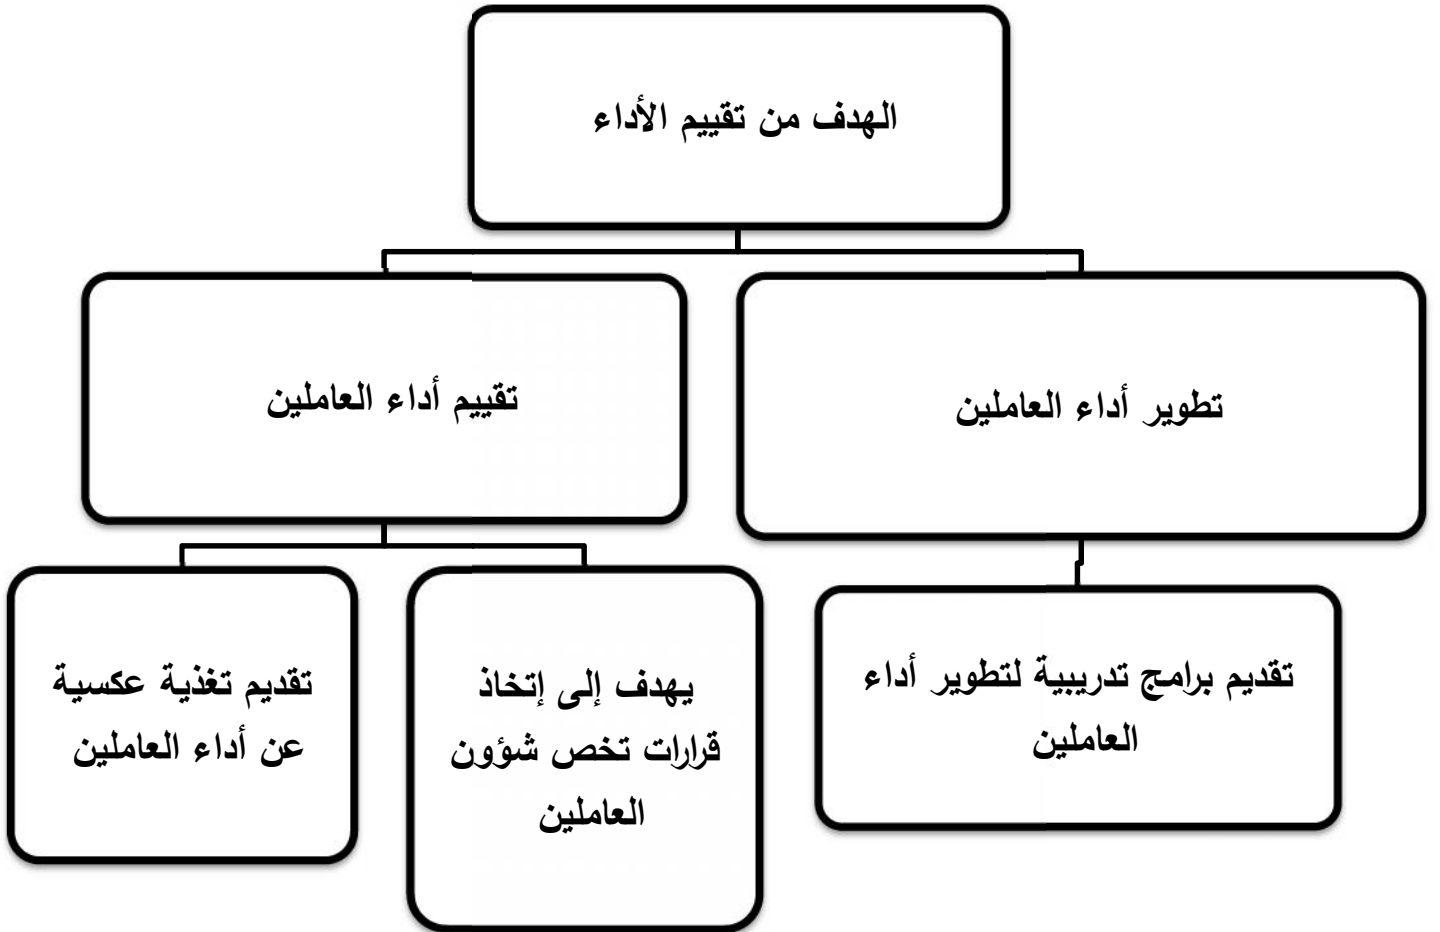 الهدف من تقييم الأداء
تطوير أداء العاملين
تقييم أداء العاملين
تقديم برامج تدريبية لتطوير أداء
العاملين
يهدف إلى إتخاذ
قرارات تخص شؤون
العاملين
تقديم تغذية عكسية
عن أداء العاملين